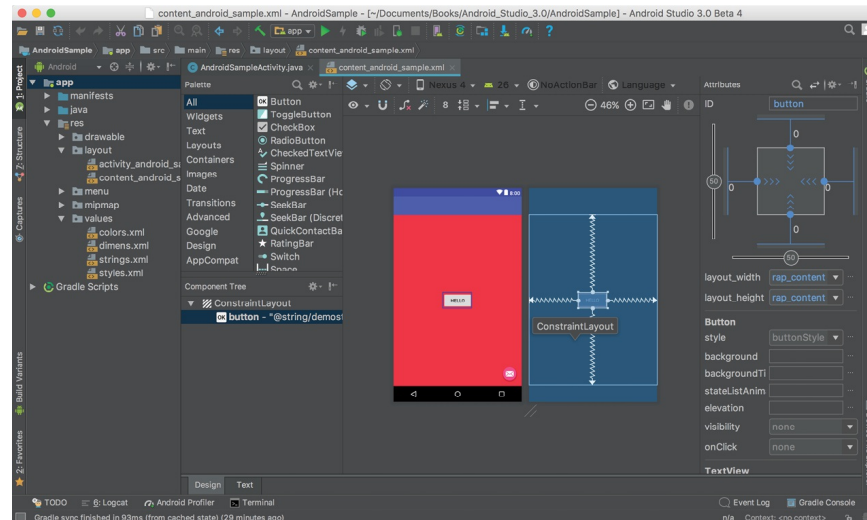 content_android_sample.xml - AndroidSample - [~/Documents/Books/Android_Studio_3.0/AndroidSample] - Android Studio 3.0 Beta 4
app
AndroidSample app src main res layout content_android_sample.xml
1: Project
Z: Structure
Captures
Build Variants
2: Favorites
Android
app
manifests
java
res
drawable
layout
activity_android_sa
content_android_s
menu
mipmap
values
colors.xml
dimens.xml
strings.xml
styles.xml
Gradle Scripts
AndroidSampleActivity.java
content_android_sample.xml
Palette
All
Widgets
Text
Layouts
Containers
Images
Date
Transitions
Advanced
Google
Design
AppCompat
OK Button
ToggleButton
CheckBox
RadioButton
CheckedTextVie
Spinner
ProgressBar
ProgressBar (Ho
SeekBar
SeekBar (Discret
QuickContactBa
RatingBar
Switch
Space
Component Tree
ConstraintLayout
OK button - "@string/demost
Nexus 4 26 NoActionBar Language
8 46%
8:00
HELLO
HELLO
ConstraintLayout
Design Text
Attributes
ID button
0
50 0 0
0
50
layout_width rap_content
layout_height rap_content
Button
style buttonStyle
background
backgroundTi
stateListAnim
elevation
visibility none
onClick none
TextView
TODO 6: Logcat Android Profiler Terminal Event Log Gradle Console
Gradle sync finished in 93ms (from cached state) (29 minutes ago) n/a Context: <no context>